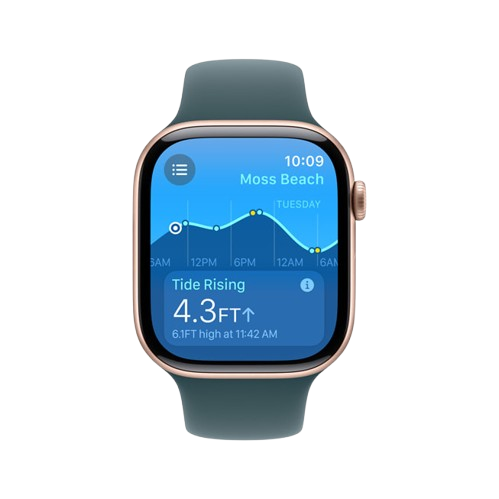 10:09
Moss Beach
TUESDAY
6AM 12PM 6PM 12AM 6AM
Tide Rising
4.3FT↑
6.1FT high at 11:42 AM